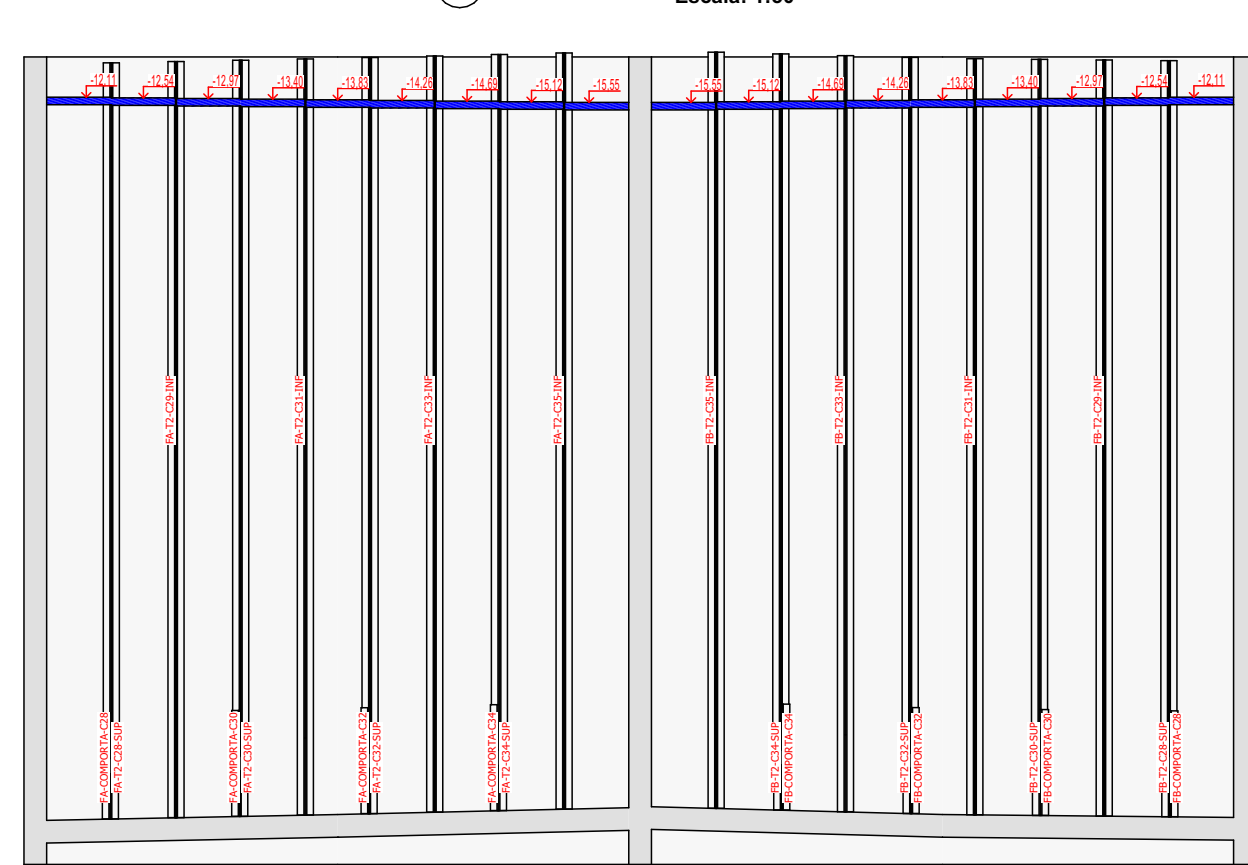 Escala: 1:50
-12,11
-12,54
-12,97
-13,40
-13,83
-14,26
-14,69
-15,12
-15,55
-15,55
-15,12
-14,69
-14,26
-13,83
-13,40
-12,97
-12,54
-12,11
FA-T2-C29-INF
FA-T2-C31-INF
FA-T2-C33-INF
FA-T2-C35-INF
FB-T2-C35-INF
FB-T2-C33-INF
FB-T2-C31-INF
FB-T2-C29-INF
FA-COMPORTA-C28
FA-T2-C28-SUP
FA-COMPORTA-C30
FA-T2-C30-SUP
FA-COMPORTA-C32
FA-T2-C32-SUP
FA-COMPORTA-C34
FA-T2-C34-SUP
FB-T2-C34-SUP
FB-COMPORTA-C34
FB-T2-C32-SUP
FB-COMPORTA-C32
FB-T2-C30-SUP
FB-COMPORTA-C30
FB-T2-C28-SUP
FB-COMPORTA-C28